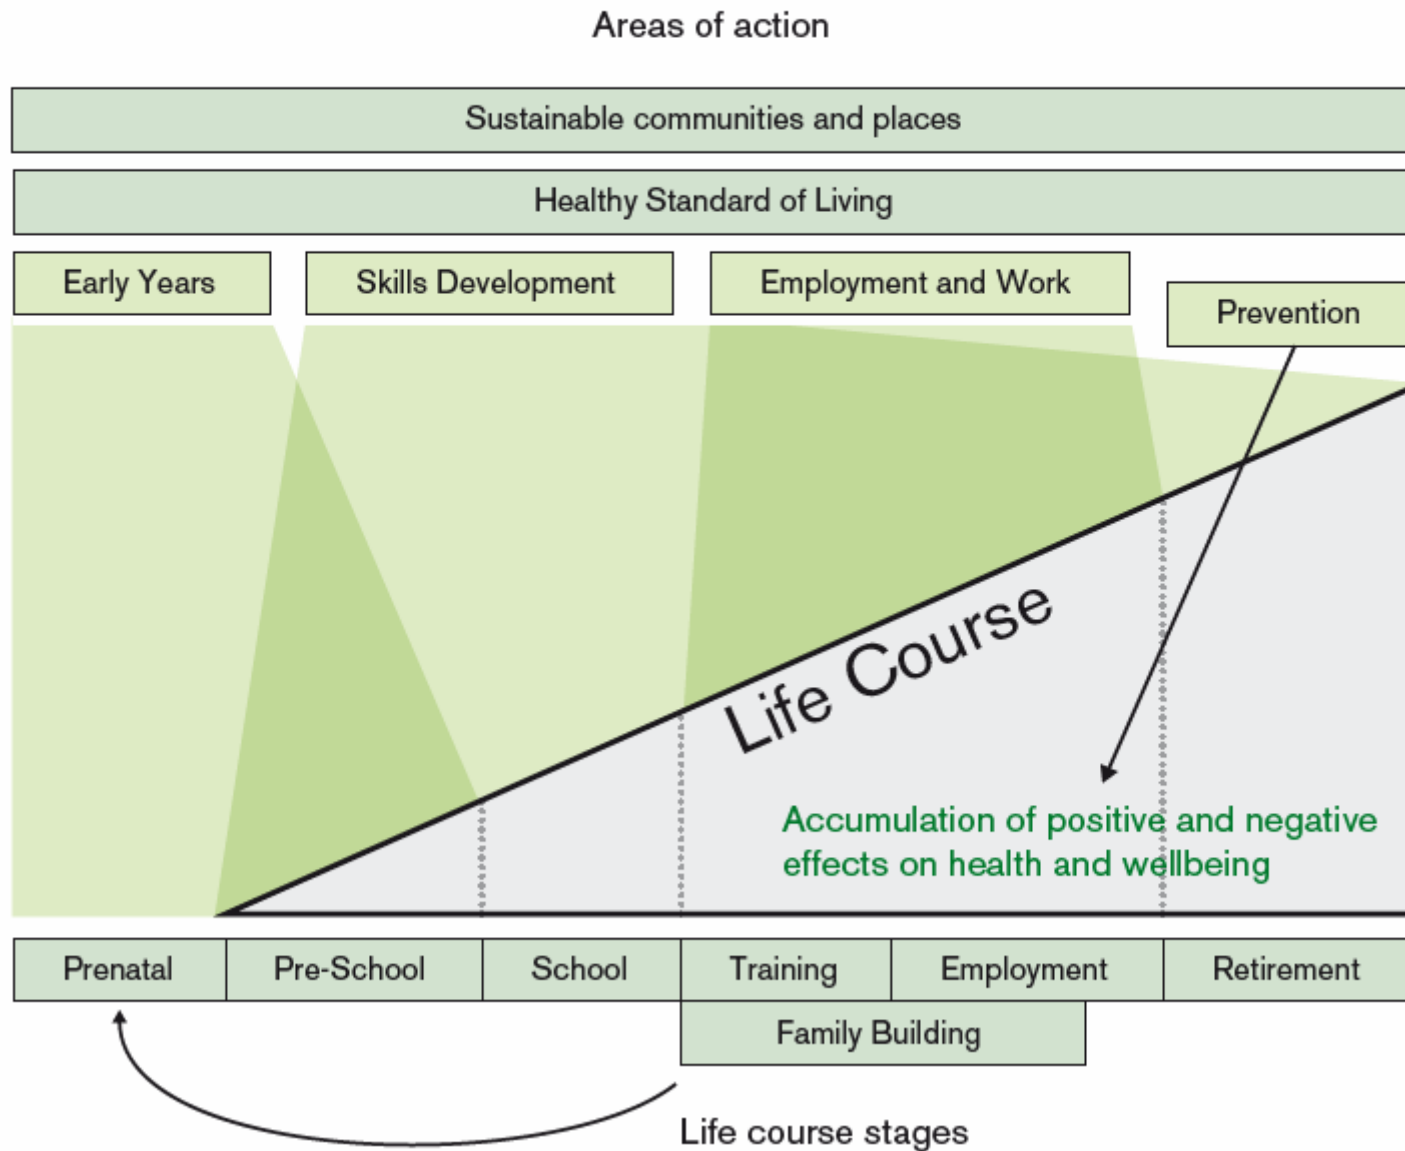 Areas of action
Sustainable communities and places
Healthy Standard of Living
Early Years
Skills Development
Employment and Work
Prevention
Life Course
Accumulation of positive and negative
effects on health and wellbeing
Prenatal
Pre-School
School
Training
Employment
Retirement
Family Building
Life course stages